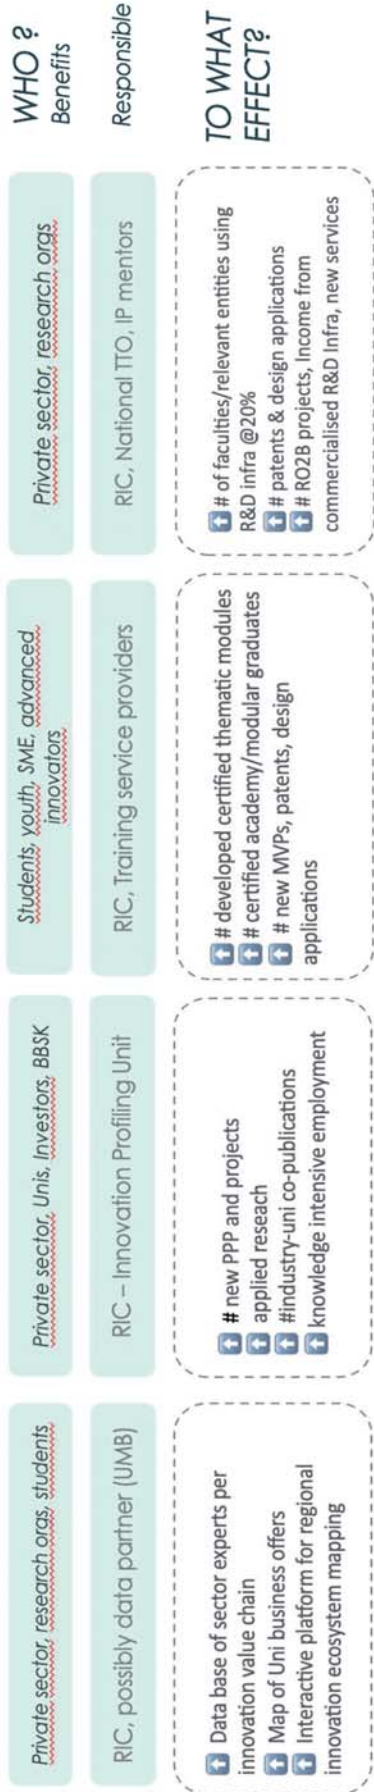 Private sector, research orgs, students
Private sector, Unis, Investors, BBSK
Students, youth, SME, advanced
innovators
Private sector, research orgs
WHO ?
Benefits
RIC, possibly data partner (UMB)
RIC – Innovation Profiling Unit
RIC, Training service providers
RIC, National TTO, IP mentors
Responsible
Data base of sector experts per
innovation value chain
Map of Uni business offers
Interactive platform for regional
innovation ecosystem mapping
# new PPP and projects
applied reseach
#industry-uni co-publications
knowledge intensive employment
# developed certified thematic modules
# certified academy/modular graduates
# new MVPs, patents, design
applications
# of faculties/relevant entities using
R&D infra @20%
# patents & design applications
# RO2B projects, Income from
commercialised R&D Infra, new services
TO WHAT
EFFECT?